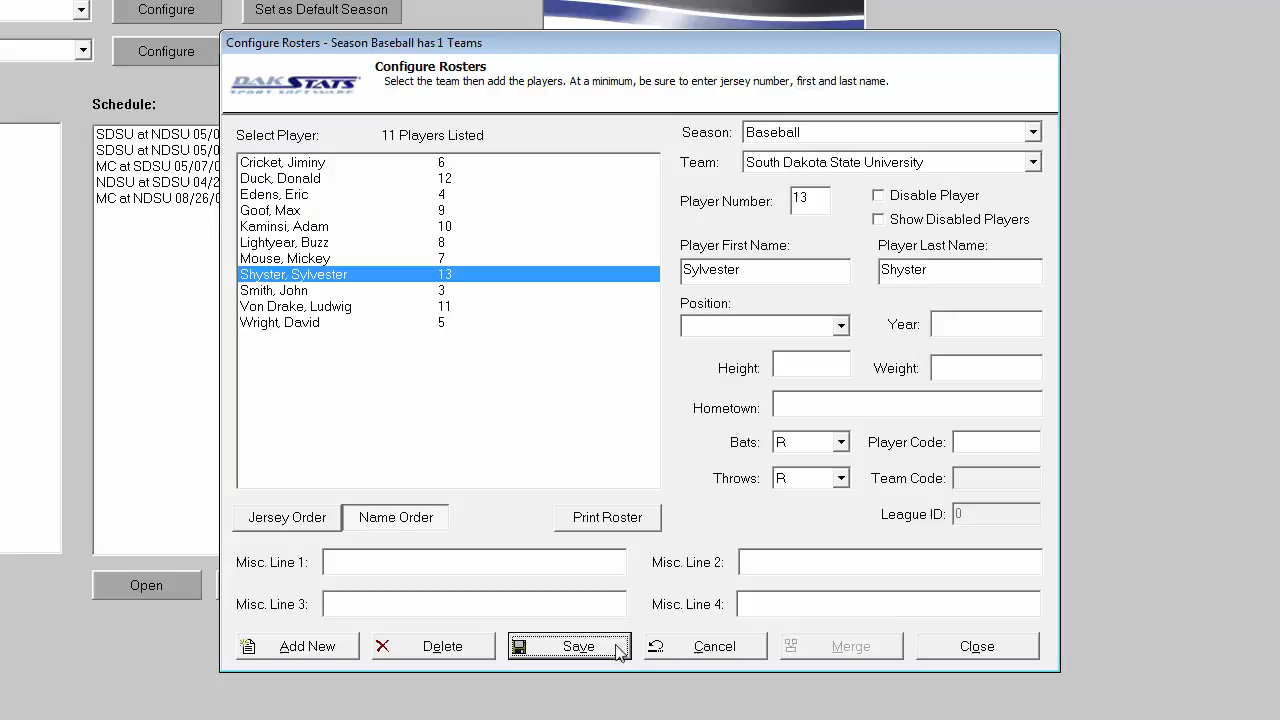 Configure
Set as Default Season
Configure
Schedule:
SDSU at NDSU 05/0
SDSU at NDSU 05/0
MC at SDSU 05/07/0
NDSU at SDSU 04/2
MC at NDSU 08/26/0
Open
Configure Rosters - Season Baseball has 1 Teams
DAKSTATS
SPORT SOFTWARE
Configure Rosters
Select the team then add the players. At a minimum, be sure to enter number, first and last name.
Select Player: 11 Players Listed
Cricket, Jiminy 6
Duck, Donald 12
Edens, Eric 4
Goof, Max 9
Kaminsi, Adam 10
Lightyear, Buzz 8
Mouse, Mickey 7
Shyster, Sylvester 13
Smith, John 3
Von Drake, Ludwig 11
Wright, David 5
Jersey Order
Name Order
Print Roster
Season: Baseball
Team: South Dakota State University
Player Number: 13
Disable Player
Show Disabled Players
Player First Name: Player Last Name:
Sylvester Shyster
Position:
Year:
Height: Weight:
Hometown:
Bats: R Player Code:
Throws: R Team Code:
League ID: 0
Misc. Line 1: Misc. Line 2:
Misc. Line 3: Misc. Line 4:
Add New Delete Save Cancel Merge Close